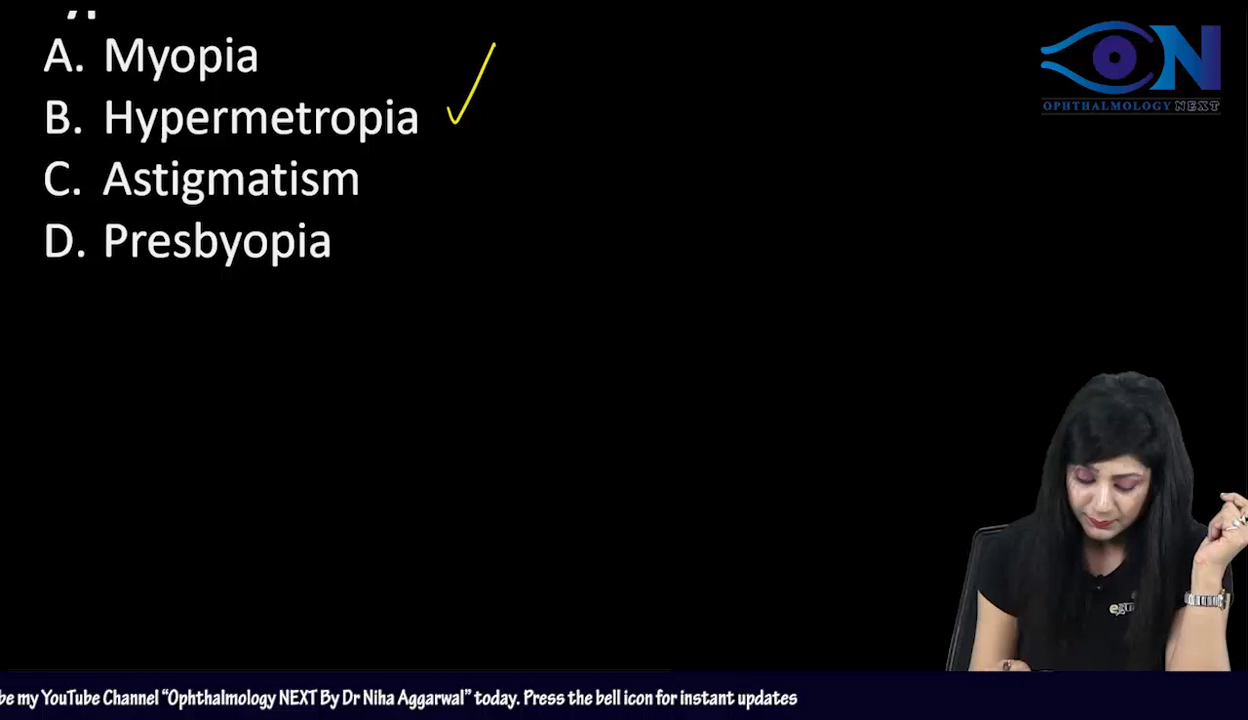 A. Myopia
B. Hypermetropia
C. Astigmatism
D. Presbyopia
ON
OPHTHALMOLOGY NEXT
be my YouTube Channel “Ophthalmology NEXT By Dr Niha Aggarwal” today. Press the bell icon for instant updates